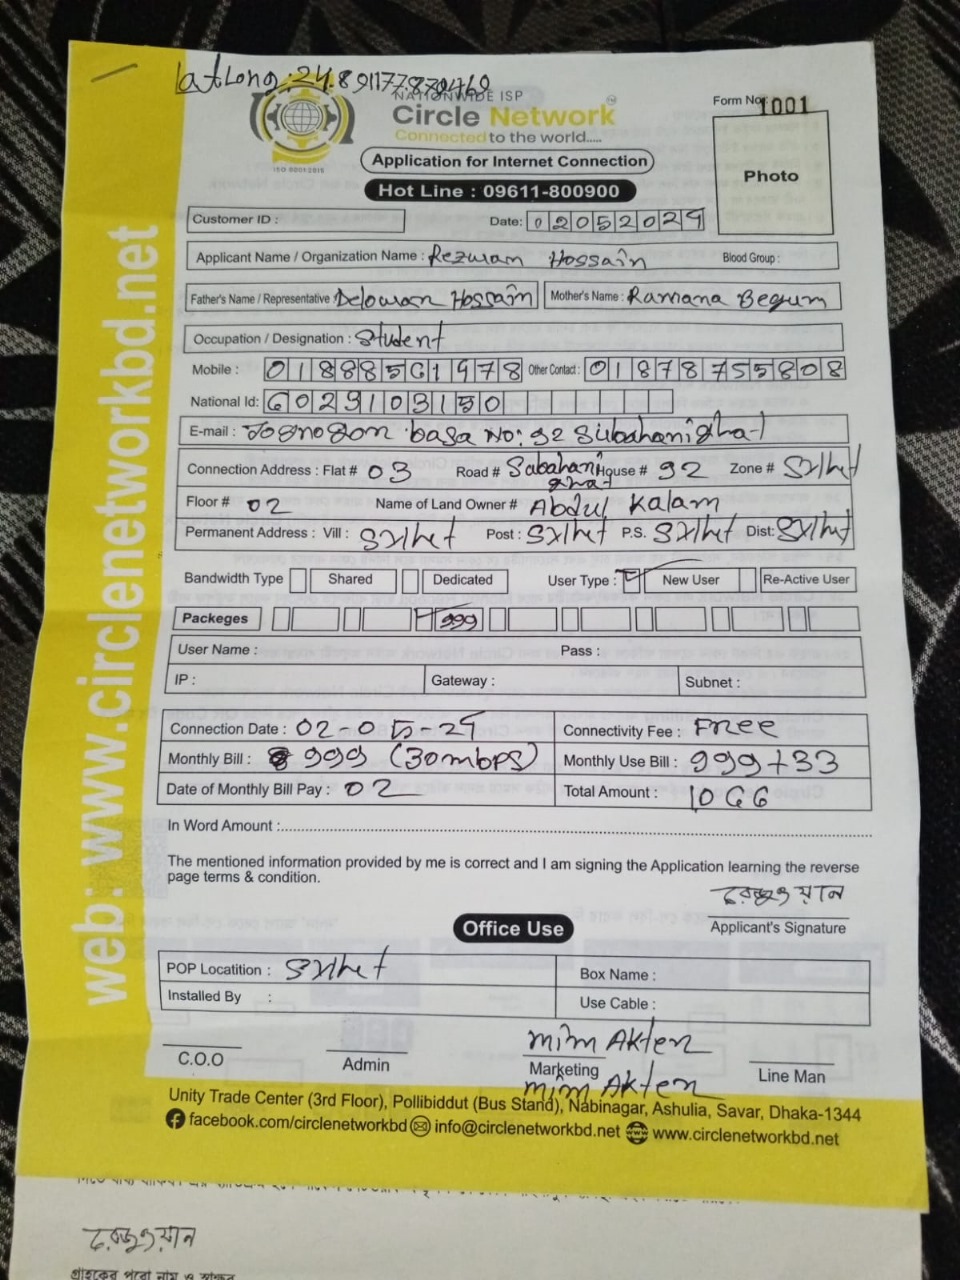 latLong:24.891177.879469
NATIONWIDE ISP
Circle Network
Connected to the world.....
ISO 9001:2015
Form No: 1001
Photo
Application for Internet Connection
Hot Line : 09611-800900
Customer ID :
Date: 02052024
Applicant Name / Organization Name : Rezwan Hossain Blood Group :
Father's Name / Representative : Delowan Hossain Mother's Name : Ramana Begum
Occupation / Designation : Student
Mobile : 01888561978 Other Contact : 01878755808
National Id: 6029103150
E-mail : basa No: 92 Subahanighat
Connection Address : Flat # 03 Road # Sabahani ghat House # 92 Zone # Sylhet
Floor # 02 Name of Land Owner # Abdul Kalam
Permanent Address : Vill : Sylhet Post : Sylhet P.S. Sylhet Dist: Sylhet
Bandwidth Type Shared Dedicated User Type : New User Re-Active User
Packeges 999
User Name : Pass :
IP : Gateway : Subnet :
Connection Date : 02-05-24 Connectivity Fee : Free
Monthly Bill : 999 (30mbps) Monthly Use Bill : 999+33
Date of Monthly Bill Pay : 02 Total Amount : 1066
In Word Amount :
The mentioned information provided by me is correct and I am signing the Application learning the reverse
page terms & condition.
রেজুওয়ান
Applicant's Signature
Office Use
POP Locatition : Sylhet Box Name :
Installed By : Use Cable :
mim Akter
C.O.O Admin Marketing Line Man
mim Akter
Unity Trade Center (3rd Floor), Pollibiddut (Bus Stand), Nabinagar, Ashulia, Savar, Dhaka-1344
facebook.com/circlenetworkbd info@circlenetworkbd.net www.circlenetworkbd.net
web: www.circlenetworkbd.net
রেজুওয়ান
গ্রাহকের পুরো নাম ও স্বাক্ষর